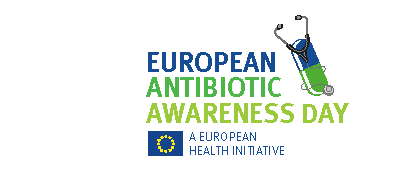 EUROPEAN
ANTIBIOTIC
AWARENESS DAY
A EUROPEAN
HEALTH INITIATIVE